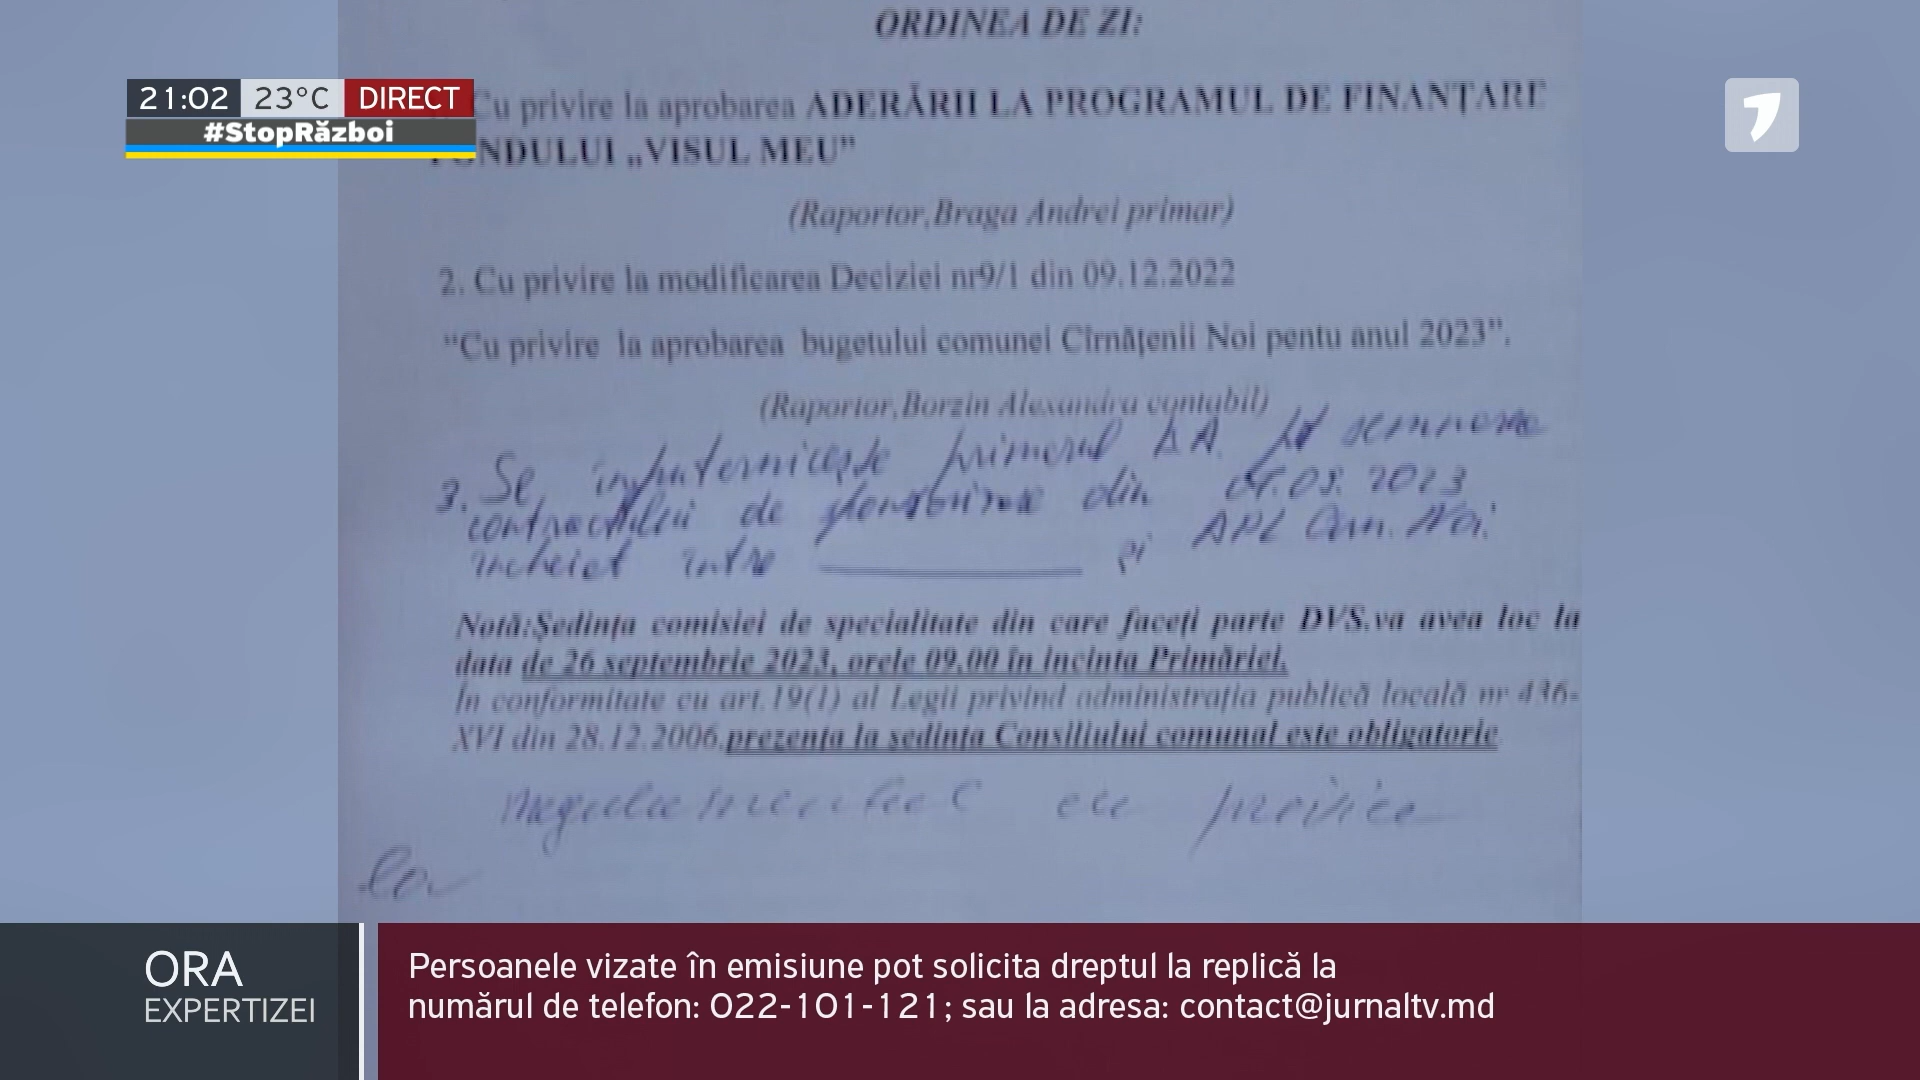 ORDINEA DE ZI:
21:02 23°C DIRECT
#StopRăzboi
Cu privire la aprobarea ADERĂRII LA PROGRAMUL DE FINANȚARE
FONDULUI „VISUL MEU”
(Raportor,Braga Andrei primar)
2. Cu privire la modificarea Deciziei nr9/1 din 09.12.2022
“Cu privire la aprobarea bugetului comunei Cîrnățenii Noi pentu anul 2023”.
(Raportor,Borzin Alexandra contabil)
3. Se împuternicește primarul semnarea
contractului de din 2023
încheiat între și APL Noi
Notă:Ședința comisiei de specialitate din care faceți parte DVS.va avea loc la
data de 26 septembrie 2023, orele 09,00 în incinta Primăriei.
În conformitate cu art.19(1) al Legii privind administrația publică locală nr 436-
XVI din 28.12.2006,prezența la ședința Consiliului comunal este obligatorie
cu privire
la
ORA
EXPERTIZEI
Persoanele vizate în emisiune pot solicita dreptul la replică la
numărul de telefon: 022-101-121; sau la adresa: contact@jurnaltv.md